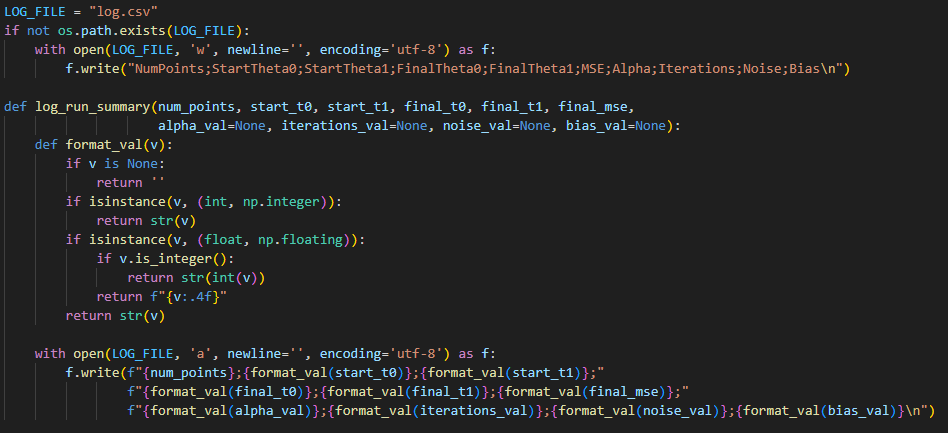 LOG_FILE = "log.csv"
if not os.path.exists(LOG_FILE):
    with open(LOG_FILE, 'w', newline='', encoding='utf-8') as f:
        f.write("NumPoints;StartTheta0;StartTheta1;FinalTheta0;FinalTheta1;MSE;Alpha;Iterations;Noise;Bias\n")

def log_run_summary(num_points, start_t0, start_t1, final_t0, final_t1, final_mse,
                    alpha_val=None, iterations_val=None, noise_val=None, bias_val=None):
    def format_val(v):
        if v is None:
            return ''
        if isinstance(v, (int, np.integer)):
            return str(v)
        if isinstance(v, (float, np.floating)):
            if v.is_integer():
                return str(int(v))
            return f"{v:.4f}"
        return str(v)

    with open(LOG_FILE, 'a', newline='', encoding='utf-8') as f:
        f.write(f"{num_points};{format_val(start_t0)};{format_val(start_t1)};"
                f"{format_val(final_t0)};{format_val(final_t1)};{format_val(final_mse)};"
                f"{format_val(alpha_val)};{format_val(iterations_val)};{format_val(noise_val)};{format_val(bias_val)}\n")